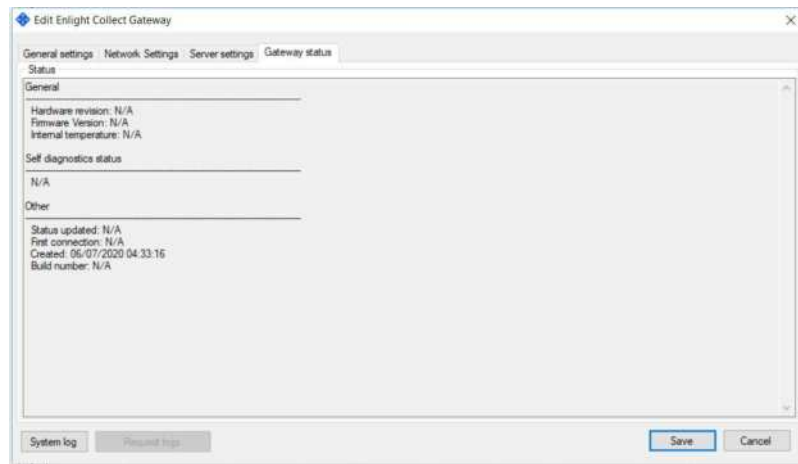 Edit Enlight Collect Gateway
General settings Network Settings Server settings Gateway status
Status
General
Hardware revision: N/A
Firmware Version: N/A
Internal temperature: N/A
Self diagnostics status
N/A
Other
Status updated: N/A
First connection: N/A
Created: 06/07/2020 04:33:16
Build number: N/A
System log Request logs Save Cancel